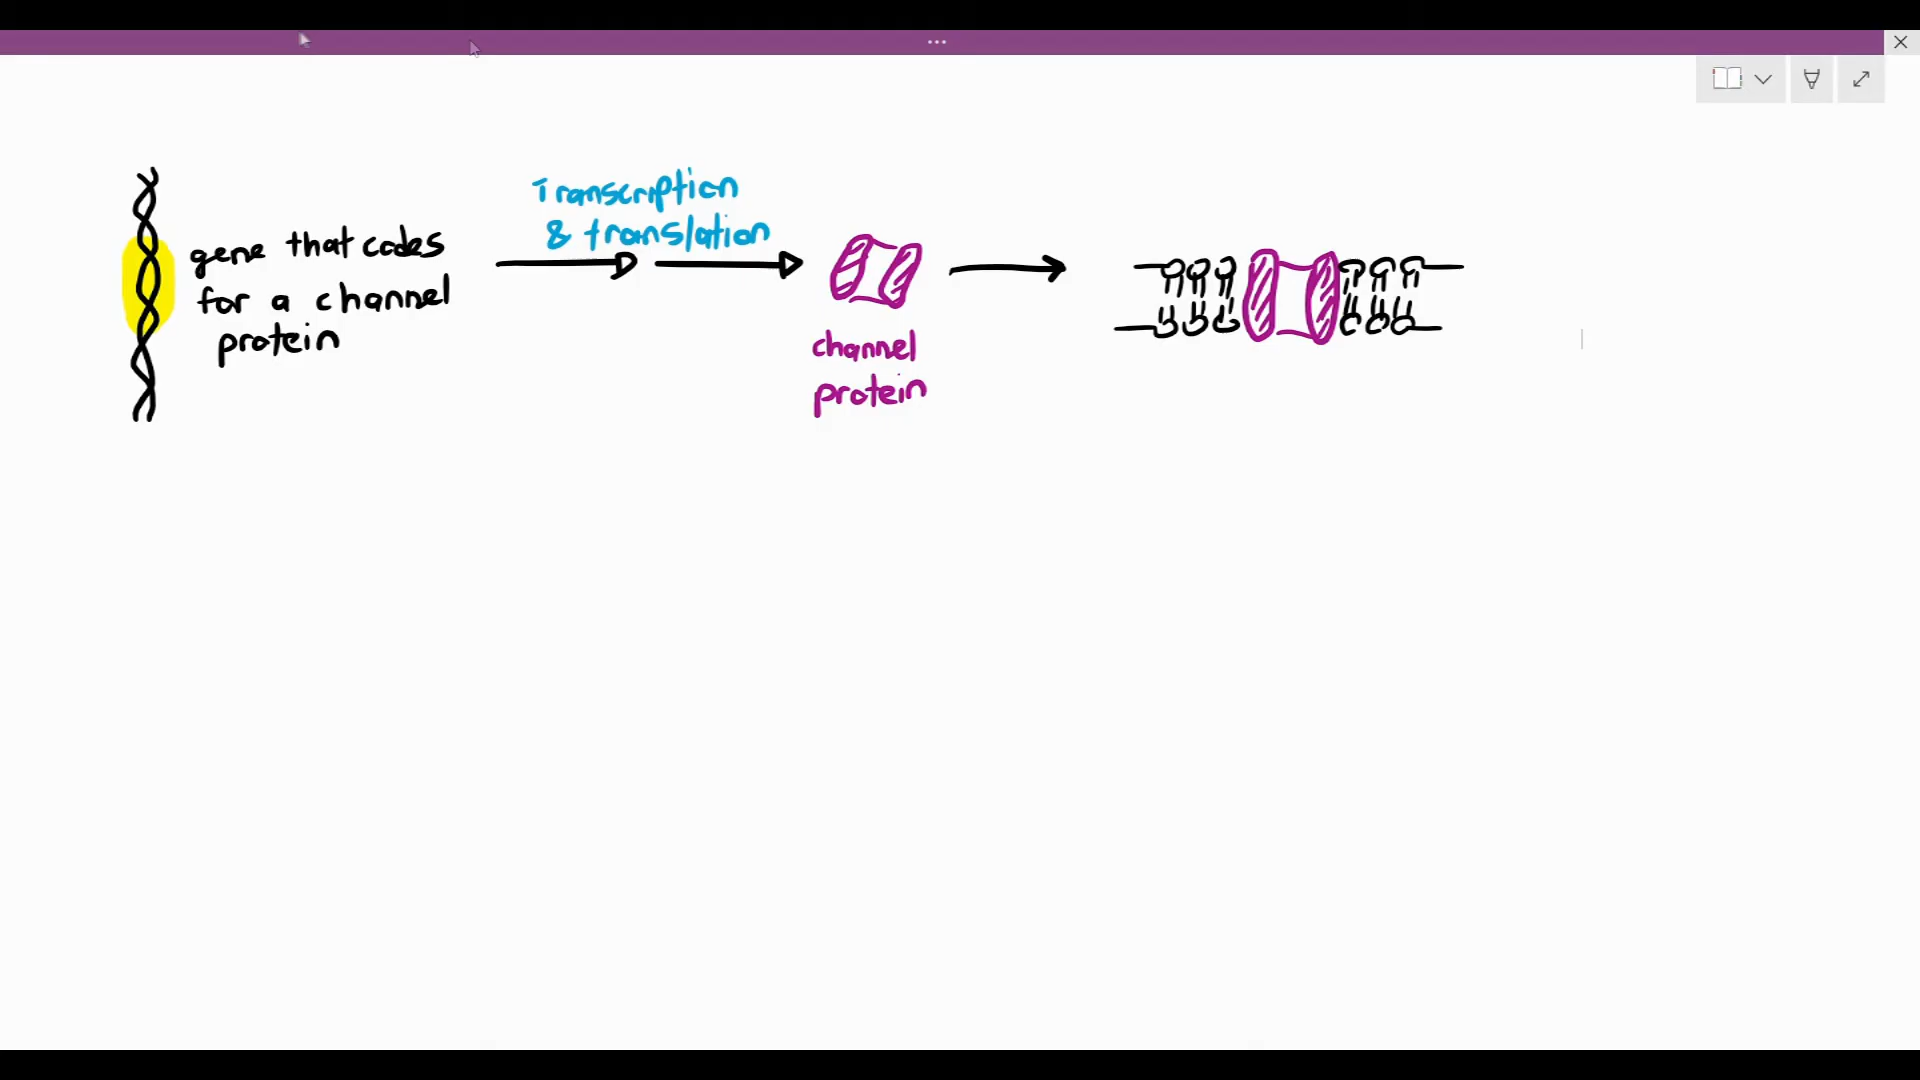 gene that codes
for a channel
protein
Transcription
& translation
channel
protein